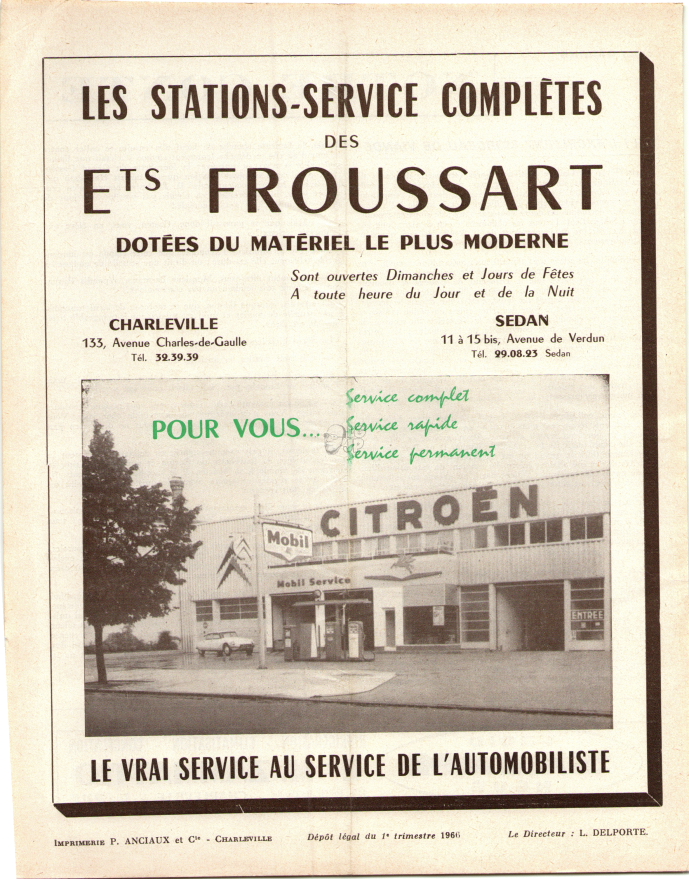 LES STATIONS-SERVICE COMPLÈTES
DES
ETS FROUSSART
DOTÉES DU MATÉRIEL LE PLUS MODERNE
Sont ouvertes Dimanches et Jours de Fêtes
A toute heure du Jour et de la Nuit
CHARLEVILLE
133, Avenue Charles-de-Gaulle
Tél. 32.39.39
SEDAN
11 à 15 bis, Avenue de Verdun
Tél. 29.08.23 Sedan
POUR VOUS...
Service complet
Service rapide
Service permanent
CITROËN
Mobil
Mobil Service
ENTREE
LE VRAI SERVICE AU SERVICE DE L'AUTOMOBILISTE
IMPRIMERIE P. ANCIAUX et Cie - CHARLEVILLE
Dépôt légal du 1e trimestre 1966
Le Directeur : L. DELPORTE.